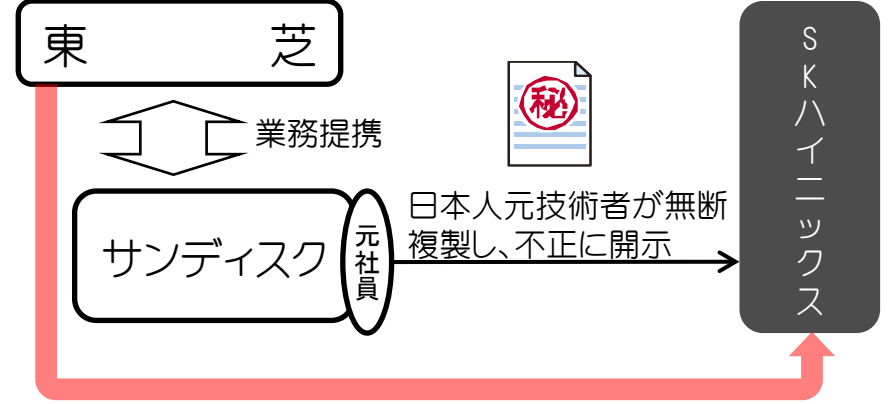 東　芝
業務提携
㊙
サンディスク
元社員
日本人元技術者が無断
複製し、不正に開示
SKハイニックス